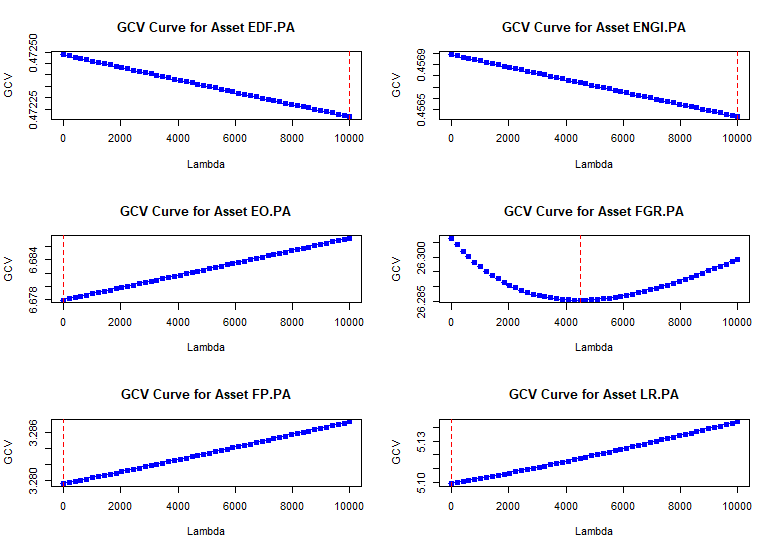 GCV Curve for Asset EDF.PA
GCV
0.47250
0.47225
0 2000 4000 6000 8000 10000
Lambda
GCV Curve for Asset ENGI.PA
GCV
0.4569
0.4565
0 2000 4000 6000 8000 10000
Lambda
GCV Curve for Asset EO.PA
GCV
6.684
6.678
0 2000 4000 6000 8000 10000
Lambda
GCV Curve for Asset FGR.PA
GCV
26.300
26.285
0 2000 4000 6000 8000 10000
Lambda
GCV Curve for Asset FP.PA
GCV
3.286
3.280
0 2000 4000 6000 8000 10000
Lambda
GCV Curve for Asset LR.PA
GCV
5.13
5.10
0 2000 4000 6000 8000 10000
Lambda